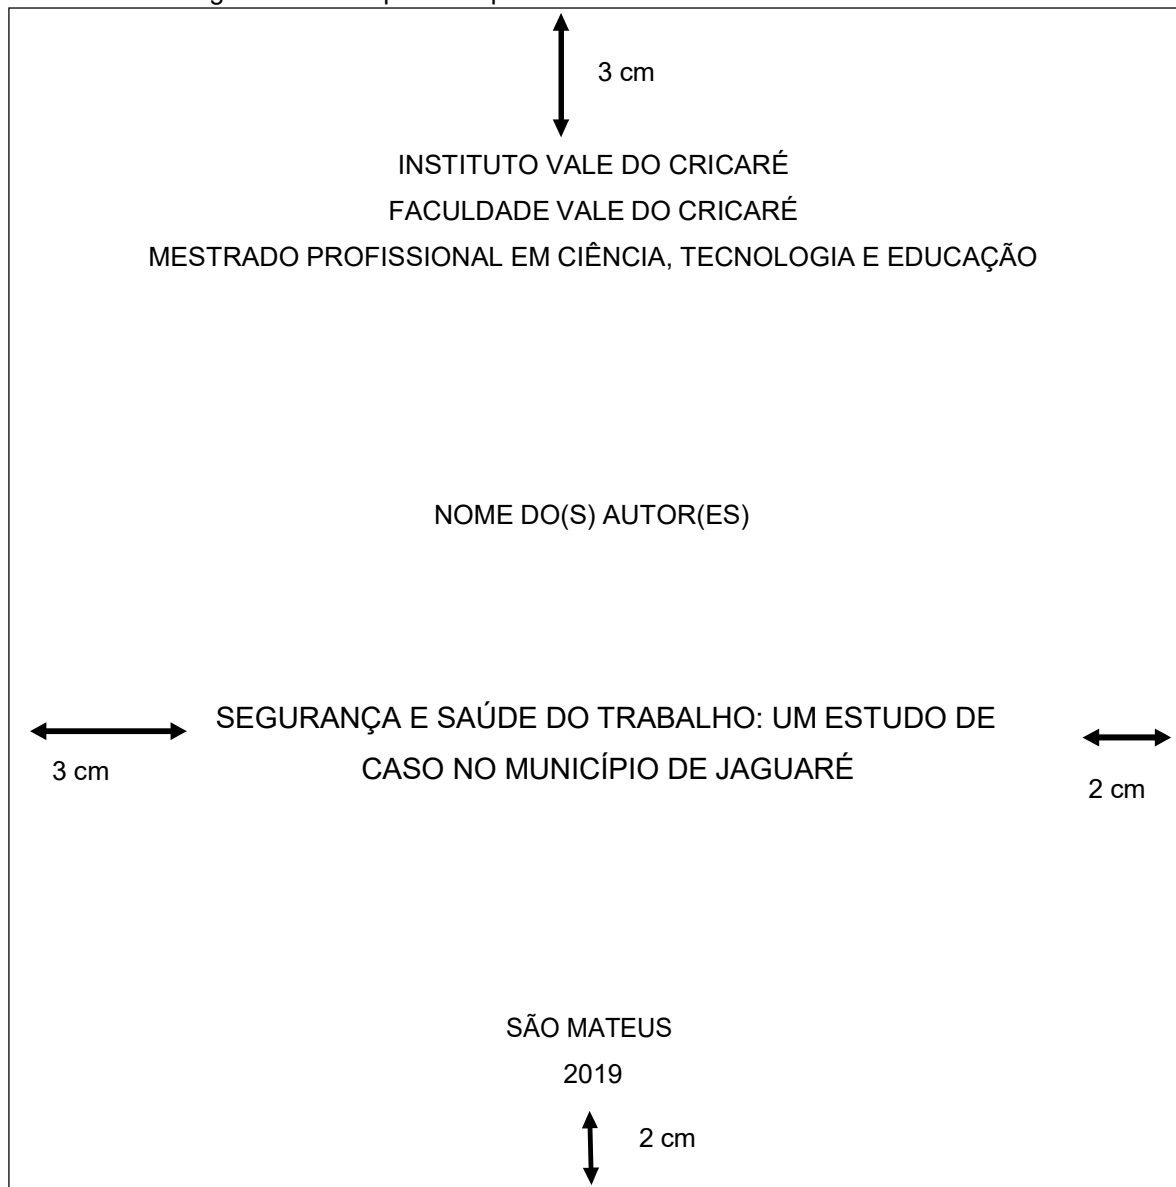 3 cm
INSTITUTO VALE DO CRICARÉ
FACULDADE VALE DO CRICARÉ
MESTRADO PROFISSIONAL EM CIÊNCIA, TECNOLOGIA E EDUCAÇÃO
NOME DO(S) AUTOR(ES)
SEGURANÇA E SAÚDE DO TRABALHO: UM ESTUDO DE
CASO NO MUNICÍPIO DE JAGUARÉ
3 cm
2 cm
SÃO MATEUS
2019
2 cm